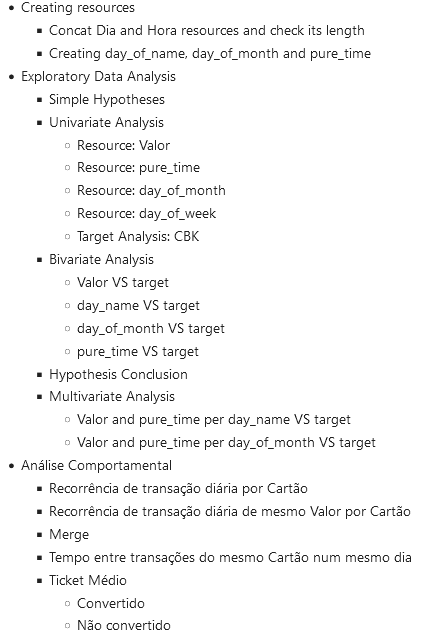 Creating resources
Concat Dia and Hora resources and check its length
Creating day_of_name, day_of_month and pure_time
Exploratory Data Analysis
Simple Hypotheses
Univariate Analysis
Resource: Valor
Resource: pure_time
Resource: day_of_month
Resource: day_of_week
Target Analysis: CBK
Bivariate Analysis
Valor VS target
day_name VS target
day_of_month VS target
pure_time VS target
Hypothesis Conclusion
Multivariate Analysis
Valor and pure_time per day_name VS target
Valor and pure_time per day_of_month VS target
Análise Comportamental
Recorrência de transação diária por Cartão
Recorrência de transação diária de mesmo Valor por Cartão
Merge
Tempo entre transações do mesmo Cartão num mesmo dia
Ticket Médio
Convertido
Não convertido